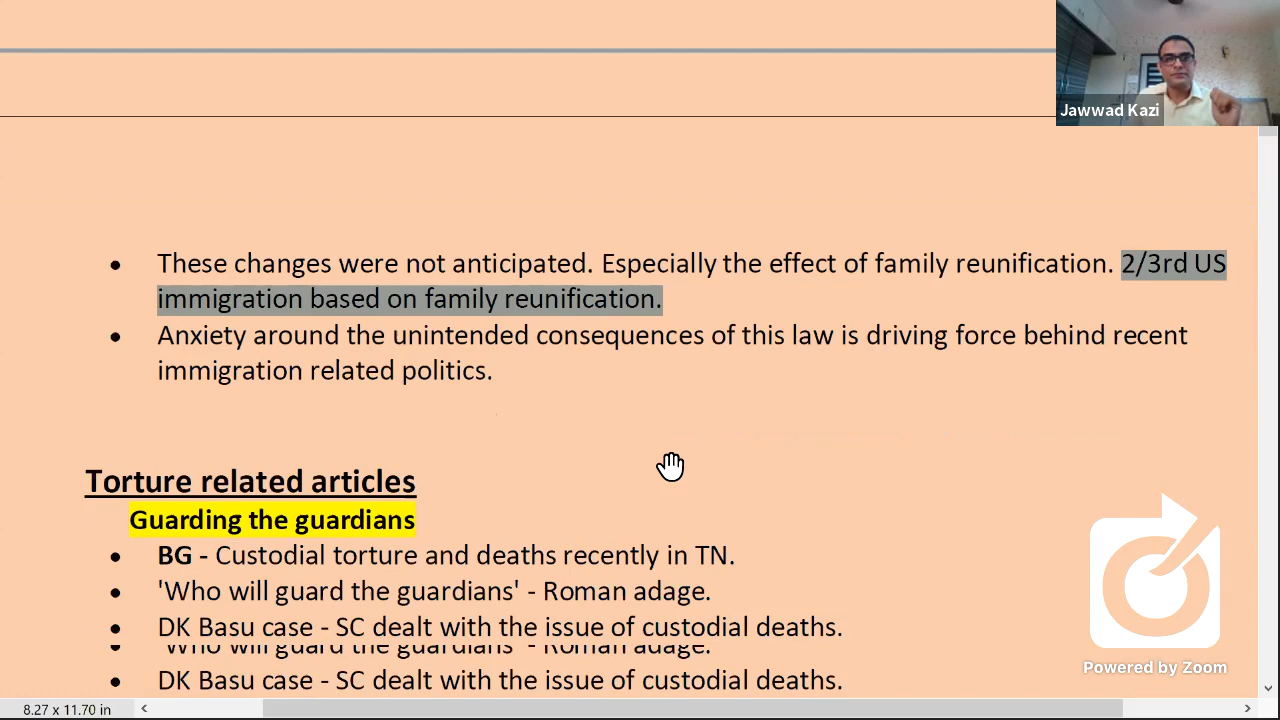 Jawwad Kazi
• These changes were not anticipated. Especially the effect of family reunification. 2/3rd US
immigration based on family reunification.
• Anxiety around the unintended consequences of this law is driving force behind recent
immigration related politics.
Torture related articles
Guarding the guardians
• BG - Custodial torture and deaths recently in TN.
• 'Who will guard the guardians' - Roman adage.
• DK Basu case - SC dealt with the issue of custodial deaths.
• 'Who will guard the guardians' - Roman adage.
• DK Basu case - SC dealt with the issue of custodial deaths.
Powered by Zoom
8.27 x 11.70 in